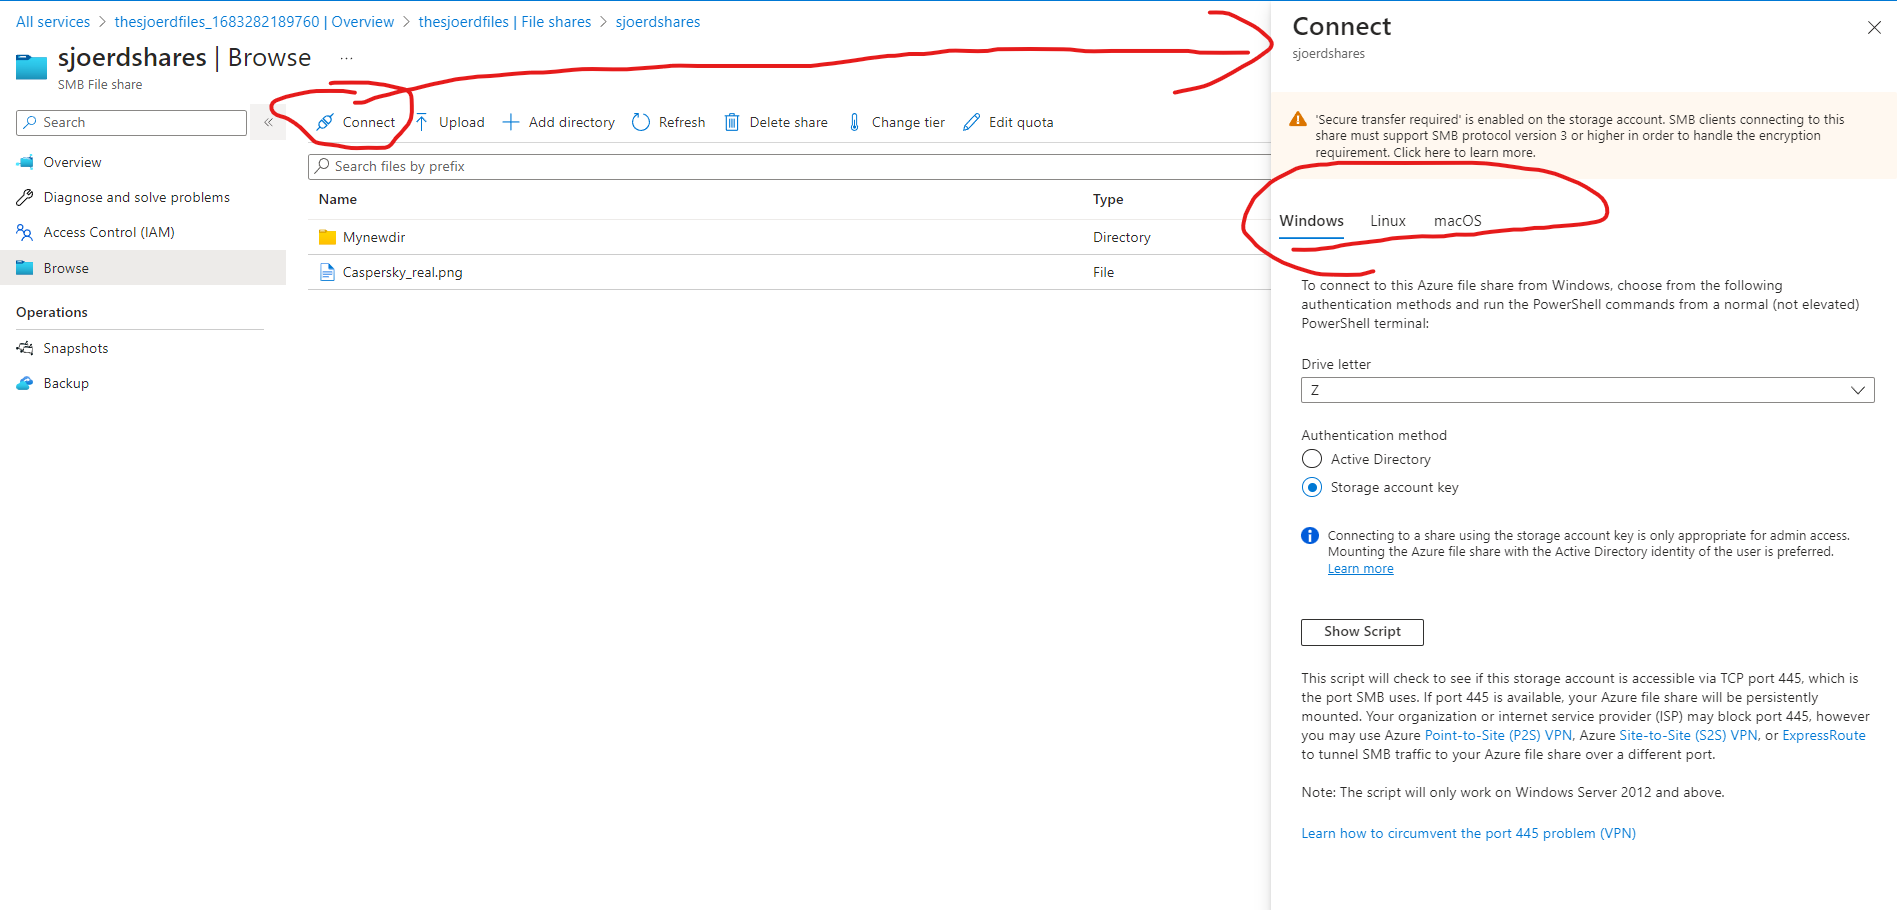 All services > thesjoerdfiles_1683282189760 | Overview > thesjoerdfiles | File shares > sjoerdshares
sjoerdshares | Browse ...
SMB File share
Search
«
Overview
Diagnose and solve problems
Access Control (IAM)
Browse
Operations
Snapshots
Backup
Connect Upload Add directory Refresh Delete share Change tier Edit quota
Search files by prefix
Name Type
Mynewdir Directory
Caspersky_real.png File
Connect
sjoerdshares
'Secure transfer required' is enabled on the storage account. SMB clients connecting to this
share must support SMB protocol version 3 or higher in order to handle the encryption
requirement. Click here to learn more.
Windows Linux macOS
To connect to this Azure file share from Windows, choose from the following
authentication methods and run the PowerShell commands from a normal (not elevated)
PowerShell terminal:
Drive letter
Z
Authentication method
Active Directory
Storage account key
Connecting to a share using the storage account key is only appropriate for admin access.
Mounting the Azure file share with the Active Directory identity of the user is preferred.
Learn more
Show Script
This script will check to see if this storage account is accessible via TCP port 445, which is
the port SMB uses. If port 445 is available, your Azure file share will be persistently
mounted. Your organization or internet service provider (ISP) may block port 445, however
you may use Azure Point-to-Site (P2S) VPN, Azure Site-to-Site (S2S) VPN, or ExpressRoute
to tunnel SMB traffic to your Azure file share over a different port.
Note: The script will only work on Windows Server 2012 and above.
Learn how to circumvent the port 445 problem (VPN)